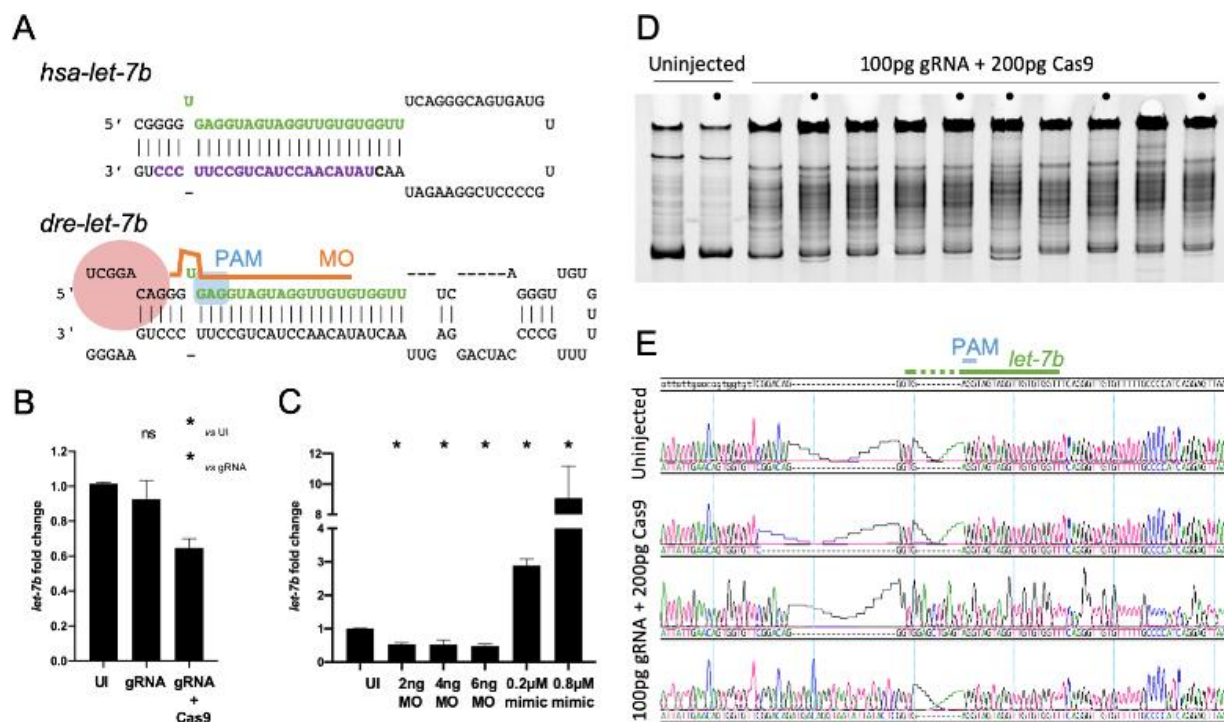 A
hsa-let-7b
U UCAGGGCAGUGAUG
5' CGGGG GAGGUAGUAGGUUGUGUGGUU U
3' GUCCC UUCCGUCAUCCAACAUAUCAA U
- UAGAAGGCUCCCCG
dre-let-7b
PAM MO
UCGGA U ---- -----A UGU
5' CAGGG GAGGUAGUAGGUUGUGUGGUU UC GGGU G
U
3' GUCCC UUCCGUCAUCCAACAUAUCAA AG CCCG U
GGGAA - UUG GACUAC UUU
B
let-7b fold change
1.2
1.0
0.8
0.6
0.4
0.2
0.0
ns
* vs UI
* vs gRNA
UI gRNA gRNA + Cas9
C
let-7b fold change
12
10
8
4
3
2
1
0
* * * * *
UI 2ng MO 4ng MO 6ng MO 0.2µM mimic 0.8µM mimic
D
Uninjected 100pg gRNA + 200pg Cas9
E
PAM
let-7b
Uninjected
100pg gRNA + 200pg Cas9